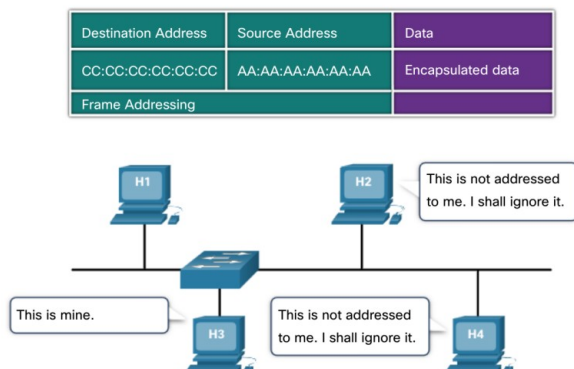 Destination Address Source Address Data
CC:CC:CC:CC:CC:CC AA:AA:AA:AA:AA:AA Encapsulated data
Frame Addressing
H1
H2
This is not addressed
to me. I shall ignore it.
This is mine.
H3
This is not addressed
to me. I shall ignore it.
H4